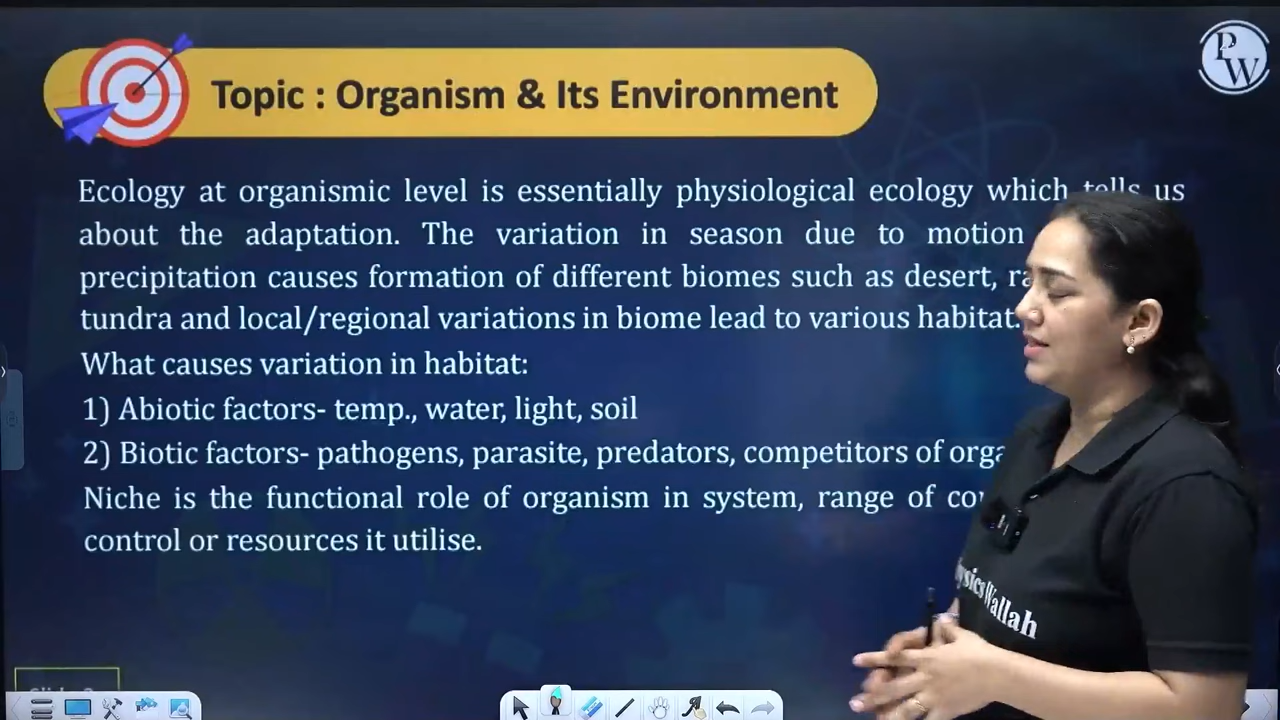 PW
Topic : Organism & Its Environment
Ecology at organismic level is essentially physiological ecology which tells us
about the adaptation. The variation in season due to motion
precipitation causes formation of different biomes such as desert,
tundra and local/regional variations in biome lead to various habitat.
What causes variation in habitat:
1) Abiotic factors- temp., water, light, soil
2) Biotic factors- pathogens, parasite, predators, competitors of
Niche is the functional role of organism in system, range of
control or resources it utilise.
Wallah